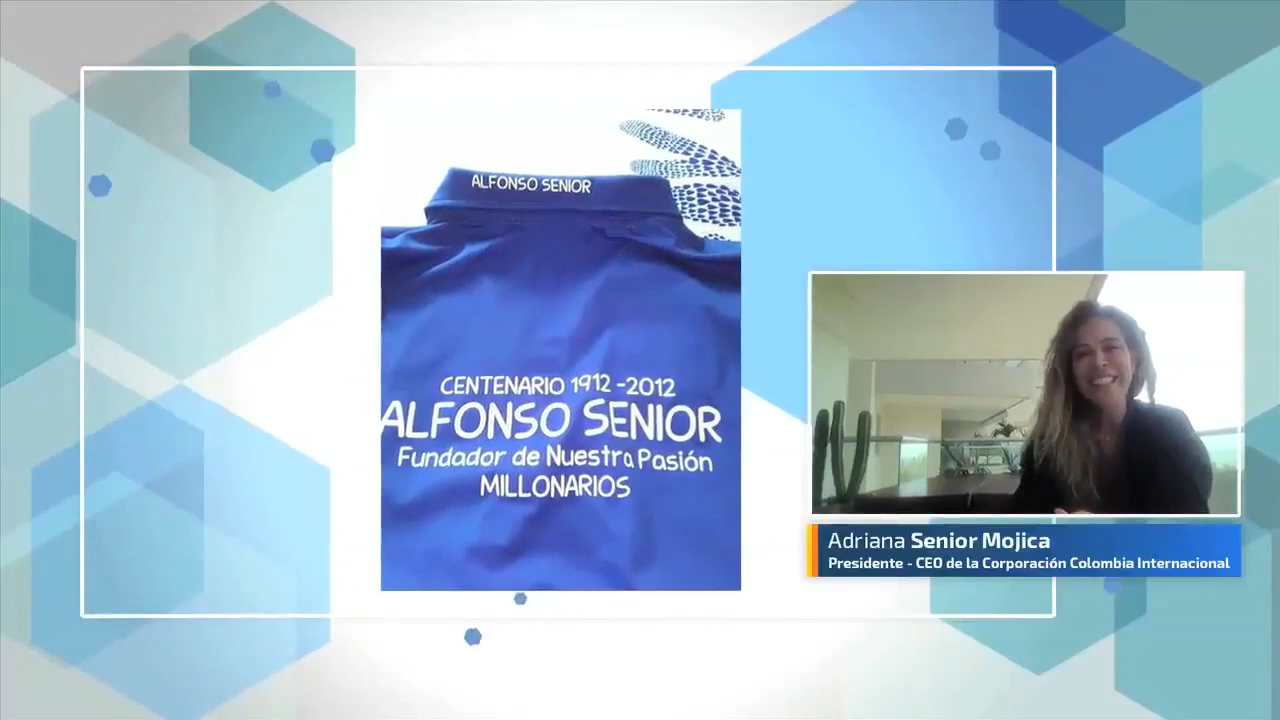 ALFONSO SENIOR
CENTENARIO 1912 -2012
ALFONSO SENIOR
Fundador de Nuestra Pasión
MILLONARIOS
Adriana Senior Mojica
Presidente - CEO de la Corporación Colombia Internacional